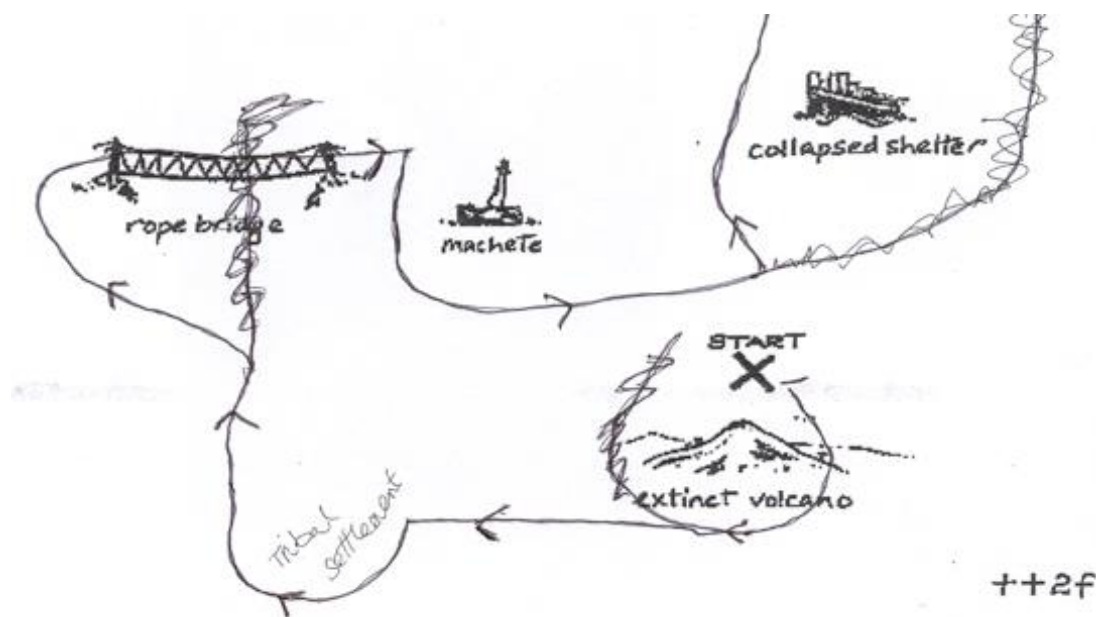 collapsed shelter
rope bridge
machete
START
extinct volcano
Tribal
settlement
++2f